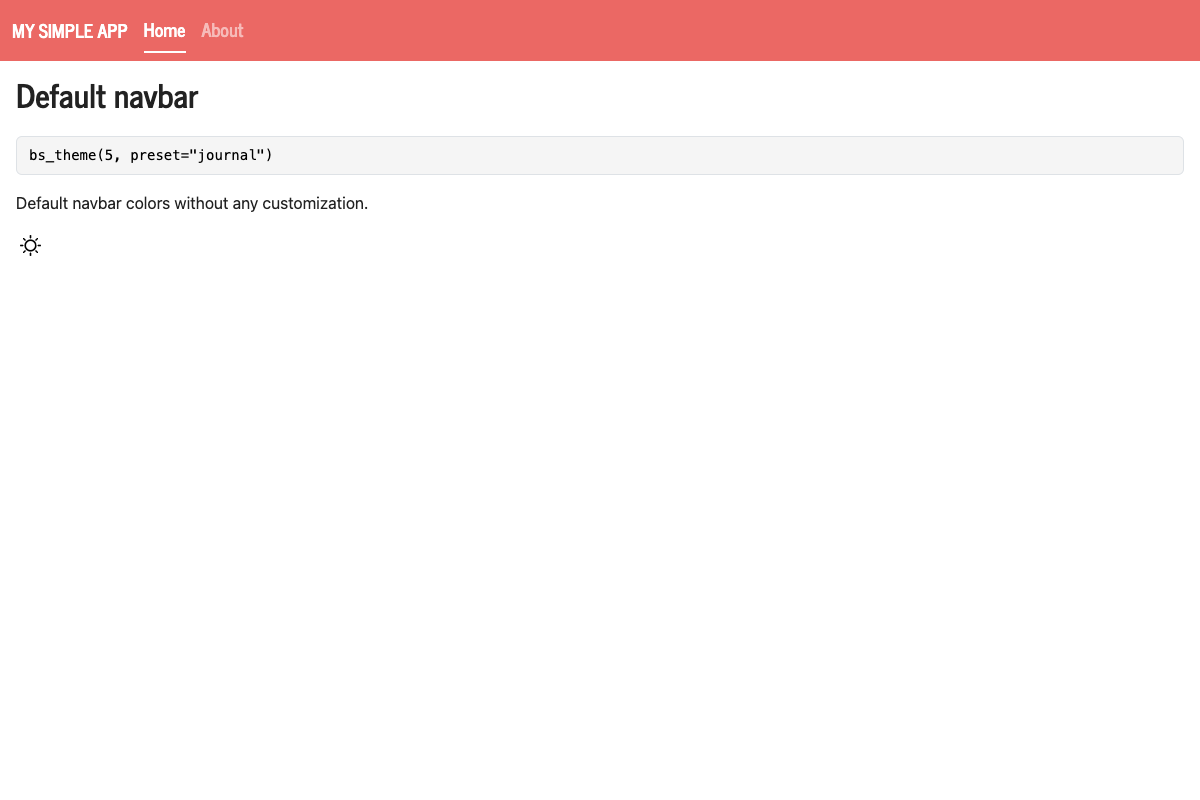 MY SIMPLE APP Home About
Default navbar
bs_theme(5, preset="journal")
Default navbar colors without any customization.